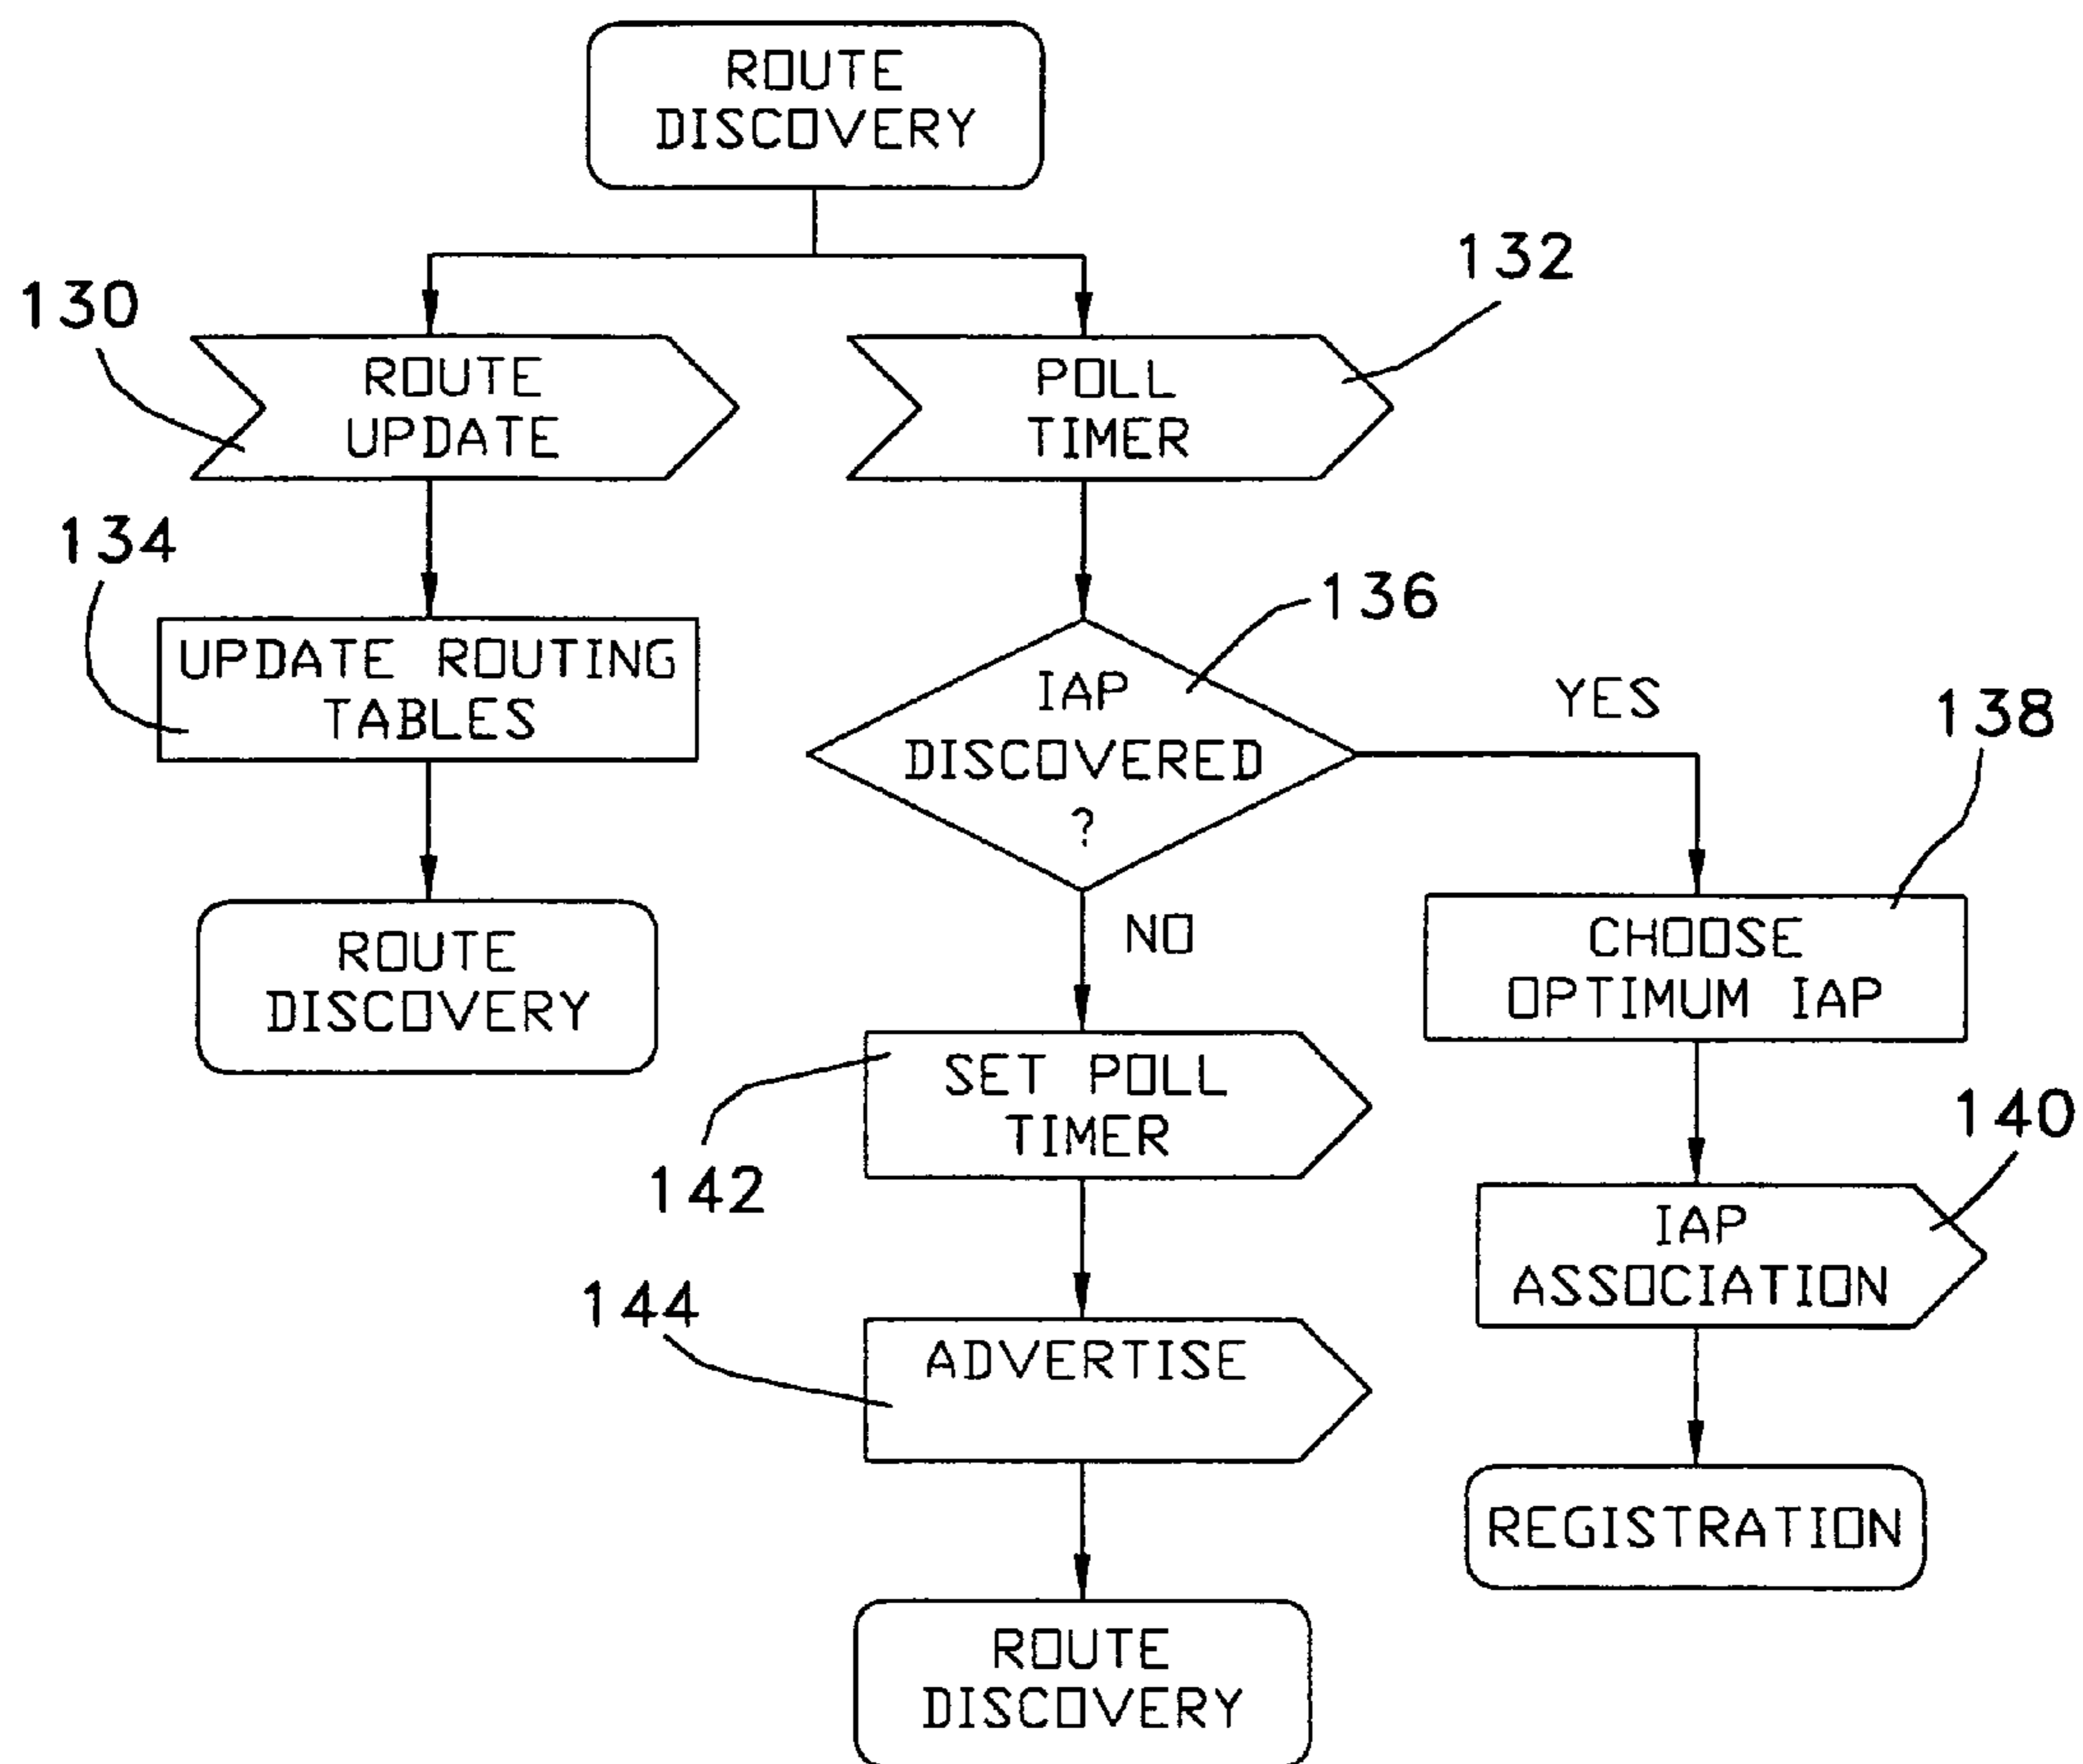 ROUTE
DISCOVERY
132
130
ROUTE
UPDATE
POLL
TIMER
134
136
UPDATE ROUTING
TABLES
IAP
DISCOVERED
?
YES
138
NO
ROUTE
DISCOVERY
CHOOSE
OPTIMUM IAP
SET POLL
TIMER
142
140
IAP
ASSOCIATION
144
ADVERTISE
REGISTRATION
ROUTE
DISCOVERY